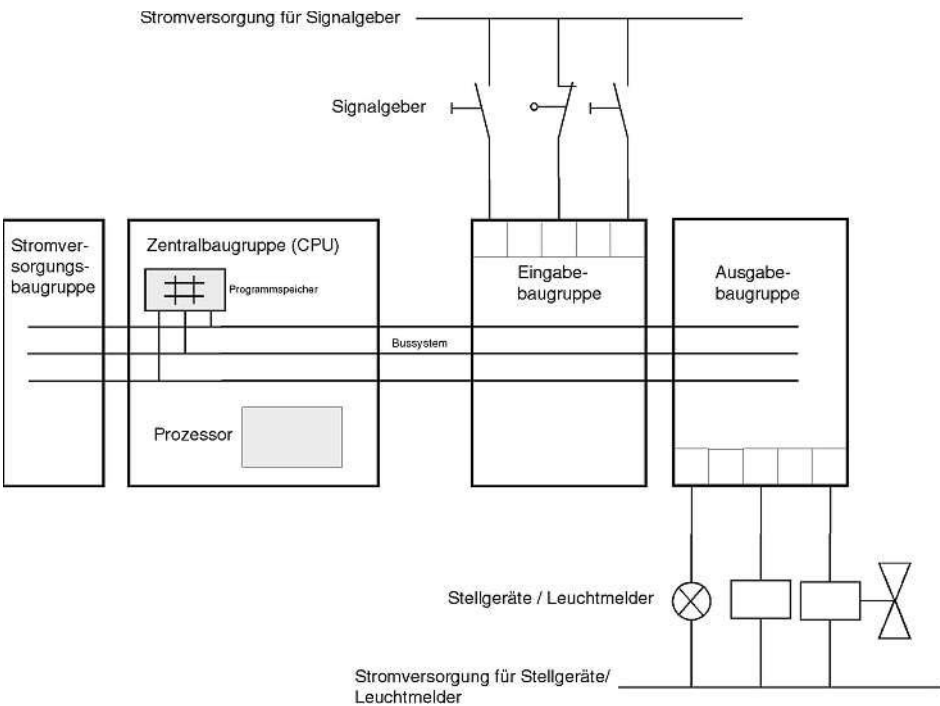 Stromversorgung für Signalgeber
Signalgeber
Stromver-
sorgungs-
baugruppe
Zentralbaugruppe (CPU)
Programmspeicher
Eingabe-
baugruppe
Ausgabe-
baugruppe
Bussystem
Prozessor
Stellgeräte / Leuchtmelder
Stromversorgung für Stellgeräte/
Leuchtmelder